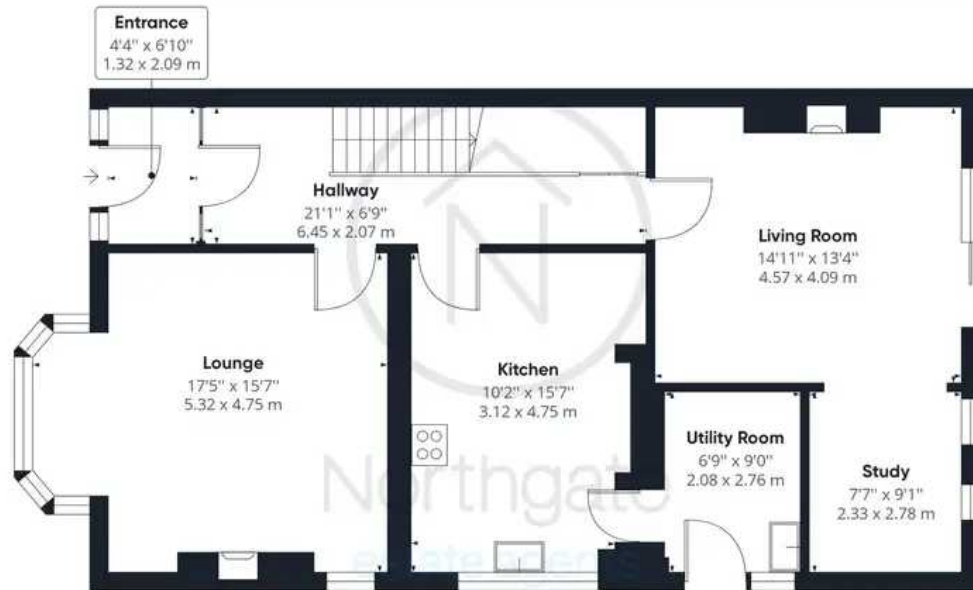 Entrance
4'4" x 6'10"
1.32 x 2.09 m
Hallway
21'1" x 6'9"
6.45 x 2.07 m
Living Room
14'11" x 13'4"
4.57 x 4.09 m
Lounge
17'5" x 15'7"
5.32 x 4.75 m
Kitchen
10'2" x 15'7"
3.12 x 4.75 m
Utility Room
6'9" x 9'0"
2.08 x 2.76 m
Study
7'7" x 9'1"
2.33 x 2.78 m
Northgate
estate agents